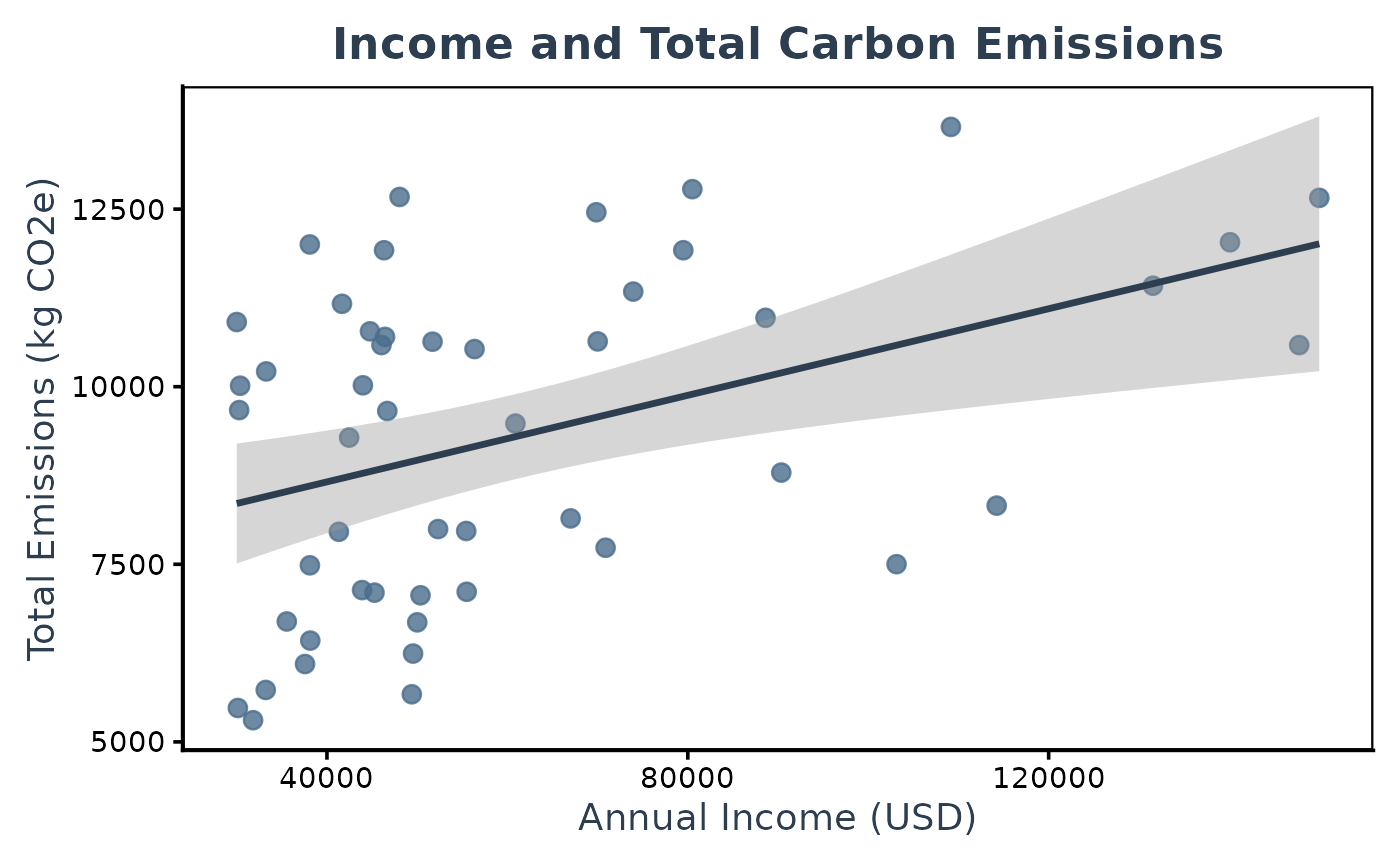 Income and Total Carbon Emissions
Total Emissions (kg CO2e)
12500
10000
7500
5000
40000 80000 120000
Annual Income (USD)